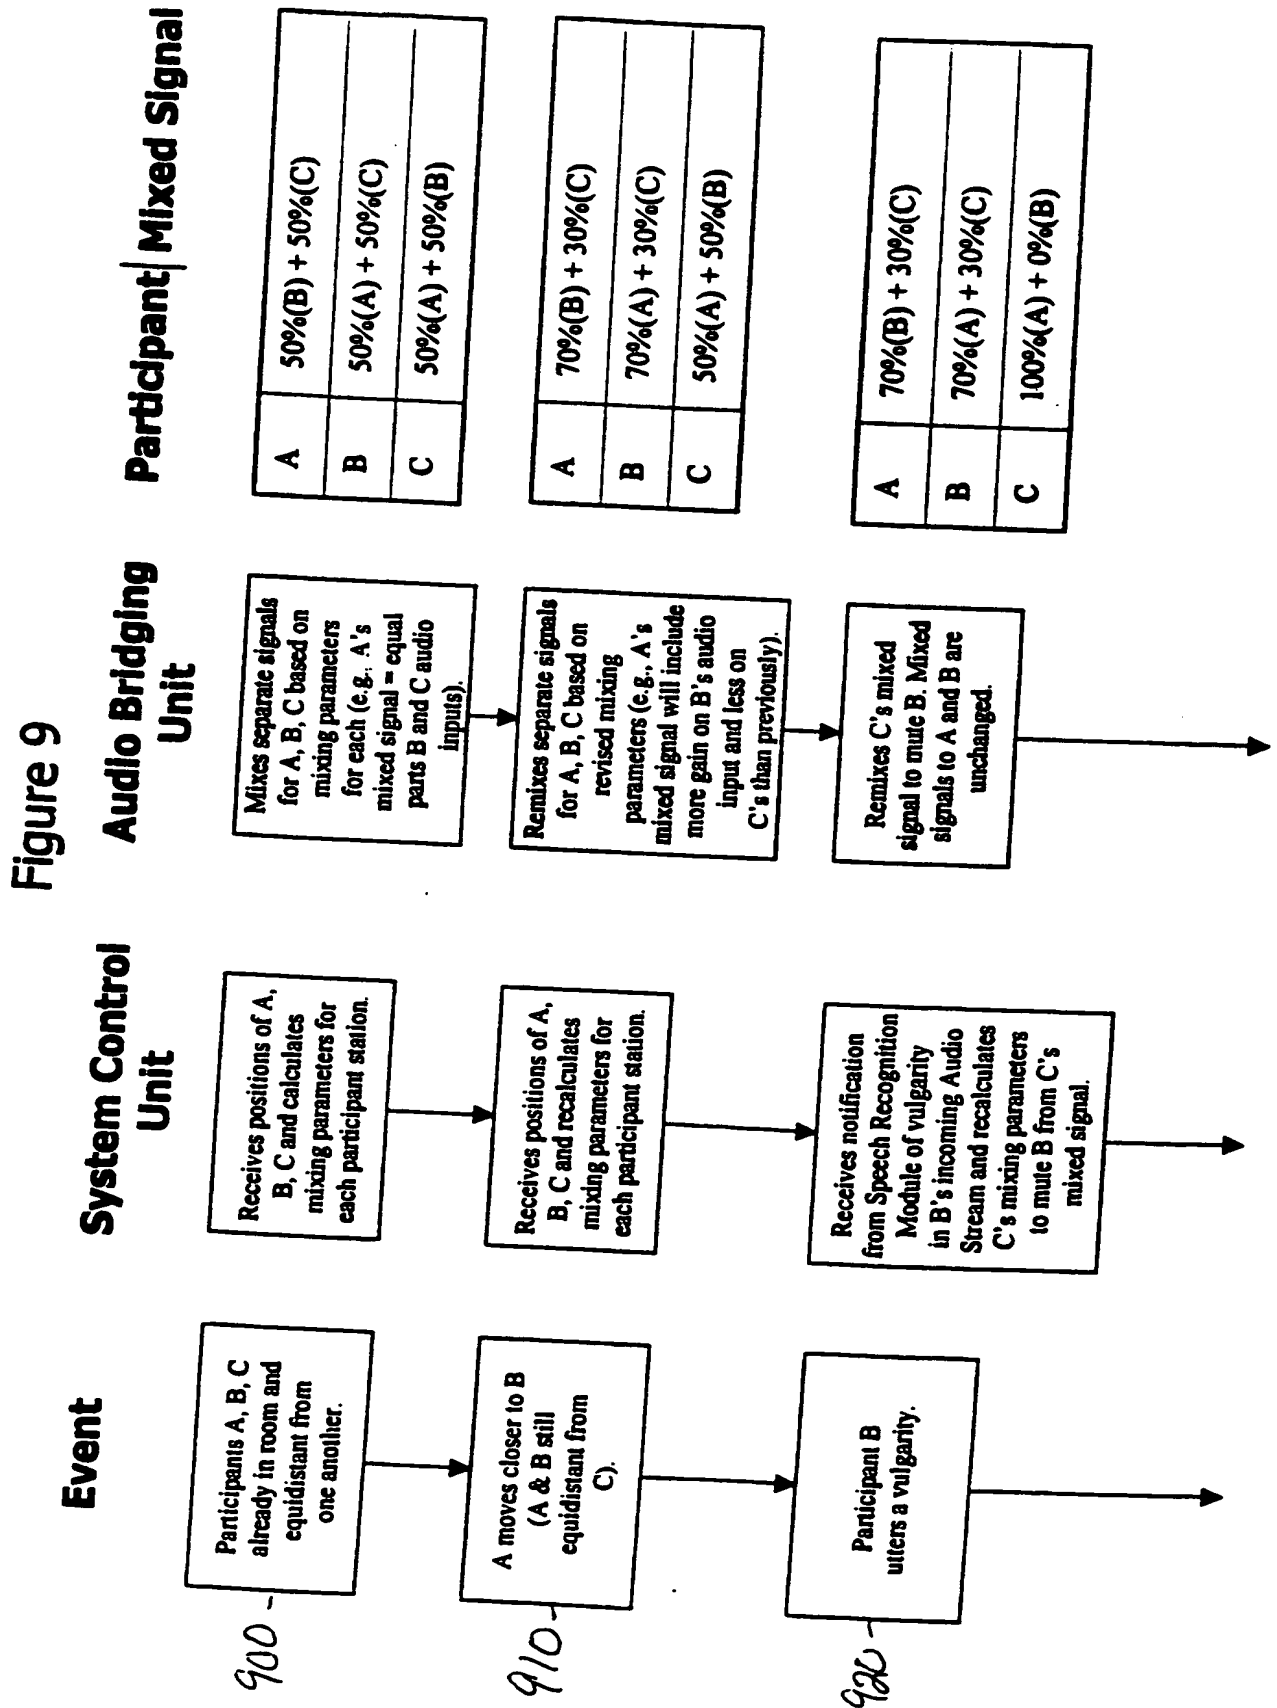 Figure 9
Event
System Control
Unit
Audio Bridging
Unit
Participant | Mixed Signal
900
Participants A, B, C
already in room and
equidistant from
one another.
Receives positions of A,
B, C and calculates
mixing parameters for
each participant station.
Mixes separate signals
for A, B, C based on
mixing parameters
for each (e.g., A's
mixed signal = equal
parts B and C audio
inputs).
A 50%(B) + 50%(C)
B 50%(A) + 50%(C)
C 50%(A) + 50%(B)
910
A moves closer to B
(A & B still
equidistant from
C).
Receives positions of A,
B, C and recalculates
mixing parameters for
each participant station.
Remixes separate signals
for A, B, C based on
revised mixing
parameters (e.g., A's
mixed signal will include
more gain on B's audio
input and less on
C's than previously).
A 70%(B) + 30%(C)
B 70%(A) + 30%(C)
C 50%(A) + 50%(B)
920
Participant B
utters a vulgarity.
Receives notification
from Speech Recognition
Module of vulgarity
in B's incoming Audio
Stream and recalculates
C's mixing parameters
to mute B from C's
mixed signal.
Remixes C's mixed
signal to mute B. Mixed
signals to A and B are
unchanged.
A 70%(B) + 30%(C)
B 70%(A) + 30%(C)
C 100%(A) + 0%(B)